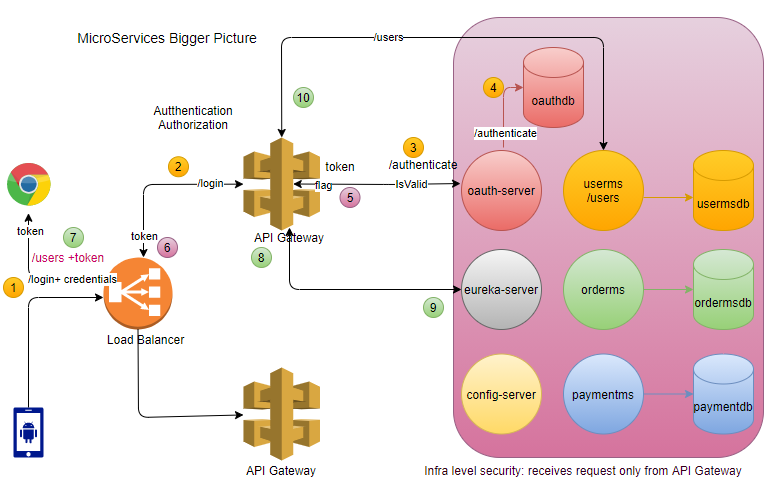 MicroServices Bigger Picture
/users
10
4
oauthdb
Authtentication
Authorization
/authenticate
3
2
token
/authenticate
/login
flag
IsValid
5
oauth-server
userms
/users
usermsdb
token
7
token
6
API Gateway
/users +token
8
1
/login+ credentials
9
eureka-server
orderms
ordermsdb
Load Balancer
config-server
paymentms
paymentdb
API Gateway
Infra level security: receives request only from API Gateway